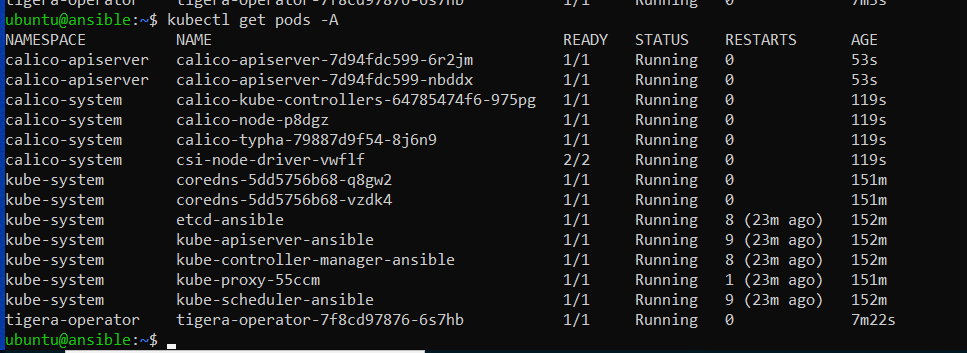 tigera-operator tigera-operator-7f8cd97876-6s7hb 1/1 Running 0 7m5s
ubuntu@ansible:~$ kubectl get pods -A
NAMESPACE NAME READY STATUS RESTARTS AGE
calico-apiserver calico-apiserver-7d94fdc599-6r2jm 1/1 Running 0 53s
calico-apiserver calico-apiserver-7d94fdc599-nbddx 1/1 Running 0 53s
calico-system calico-kube-controllers-64785474f6-975pg 1/1 Running 0 119s
calico-system calico-node-p8dgz 1/1 Running 0 119s
calico-system calico-typha-79887d9f54-8j6n9 1/1 Running 0 119s
calico-system csi-node-driver-vwflf 2/2 Running 0 119s
kube-system coredns-5dd5756b68-q8gw2 1/1 Running 0 151m
kube-system coredns-5dd5756b68-vzdk4 1/1 Running 0 151m
kube-system etcd-ansible 1/1 Running 8 (23m ago) 152m
kube-system kube-apiserver-ansible 1/1 Running 9 (23m ago) 152m
kube-system kube-controller-manager-ansible 1/1 Running 8 (23m ago) 152m
kube-system kube-proxy-55ccm 1/1 Running 1 (23m ago) 151m
kube-system kube-scheduler-ansible 1/1 Running 9 (23m ago) 152m
tigera-operator tigera-operator-7f8cd97876-6s7hb 1/1 Running 0 7m22s
ubuntu@ansible:~$